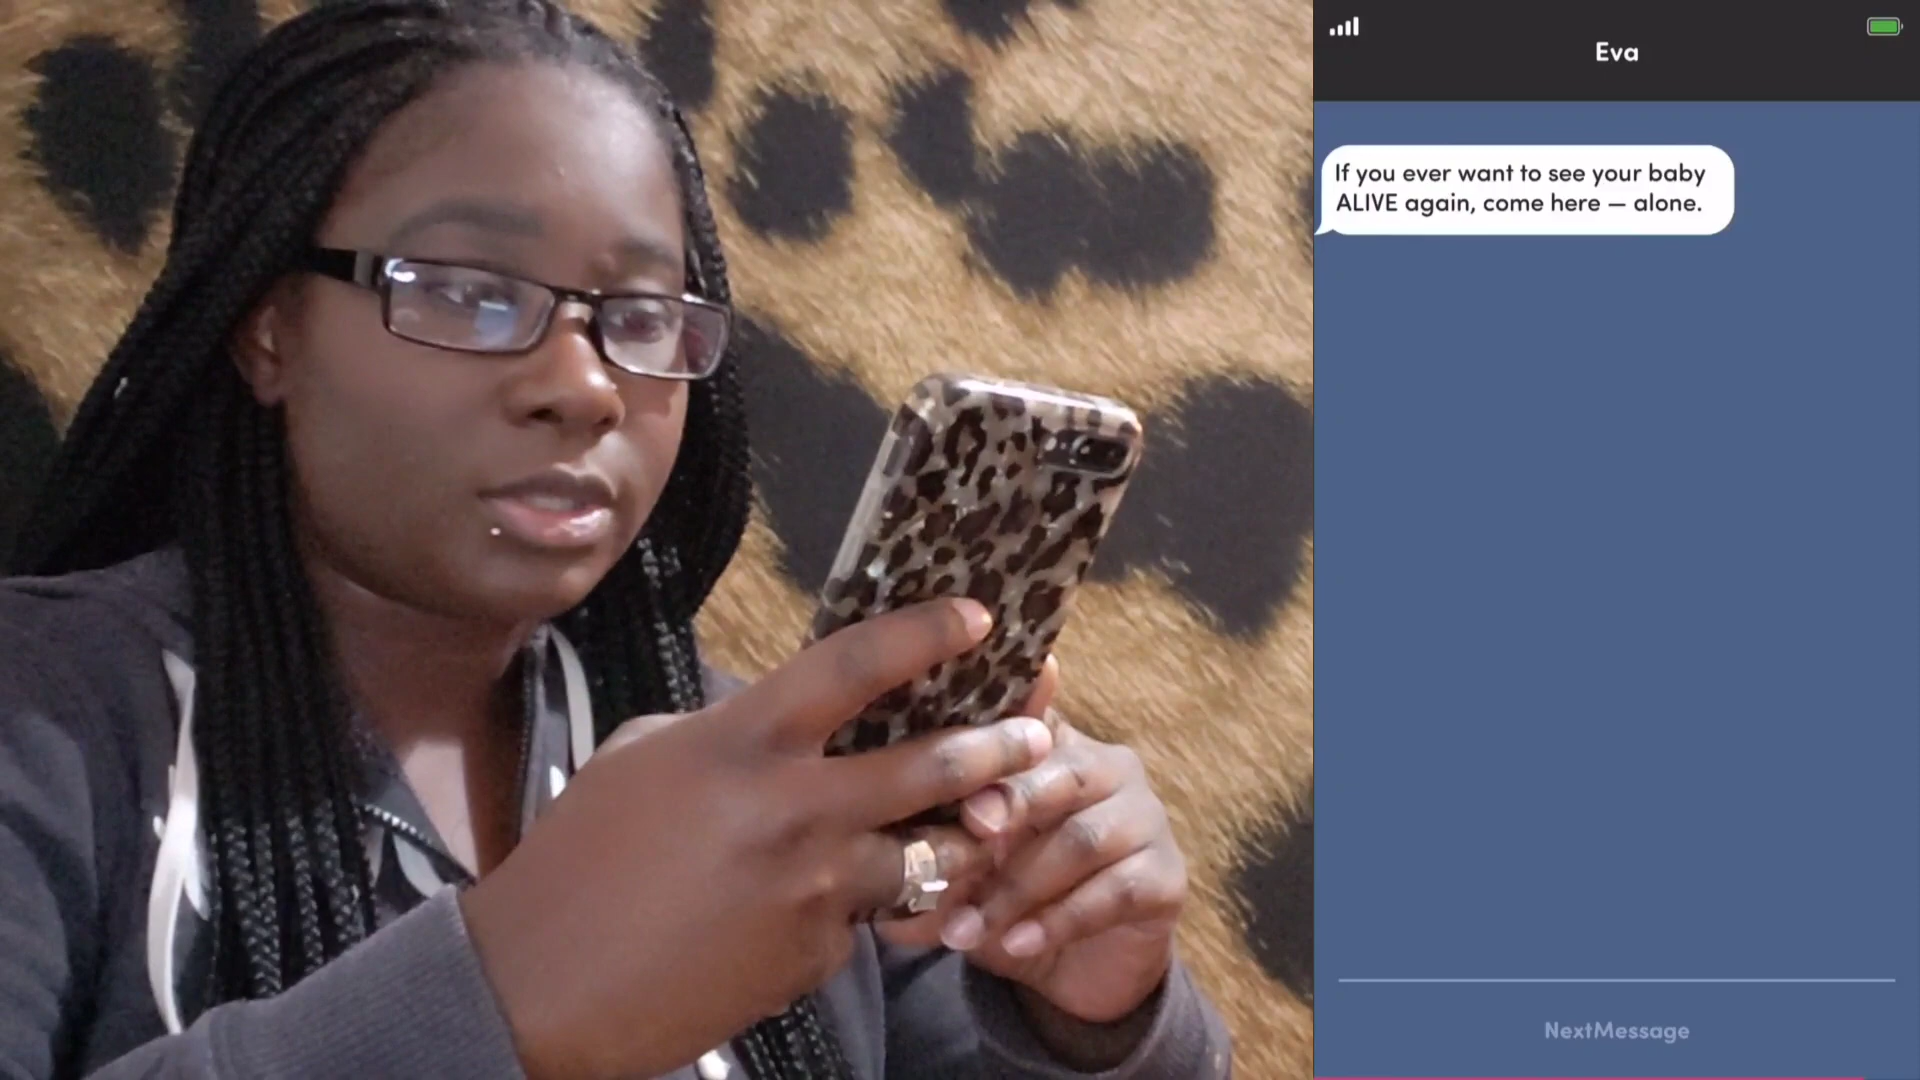 Eva
If you ever want to see your baby
ALIVE again, come here — alone.
NextMessage